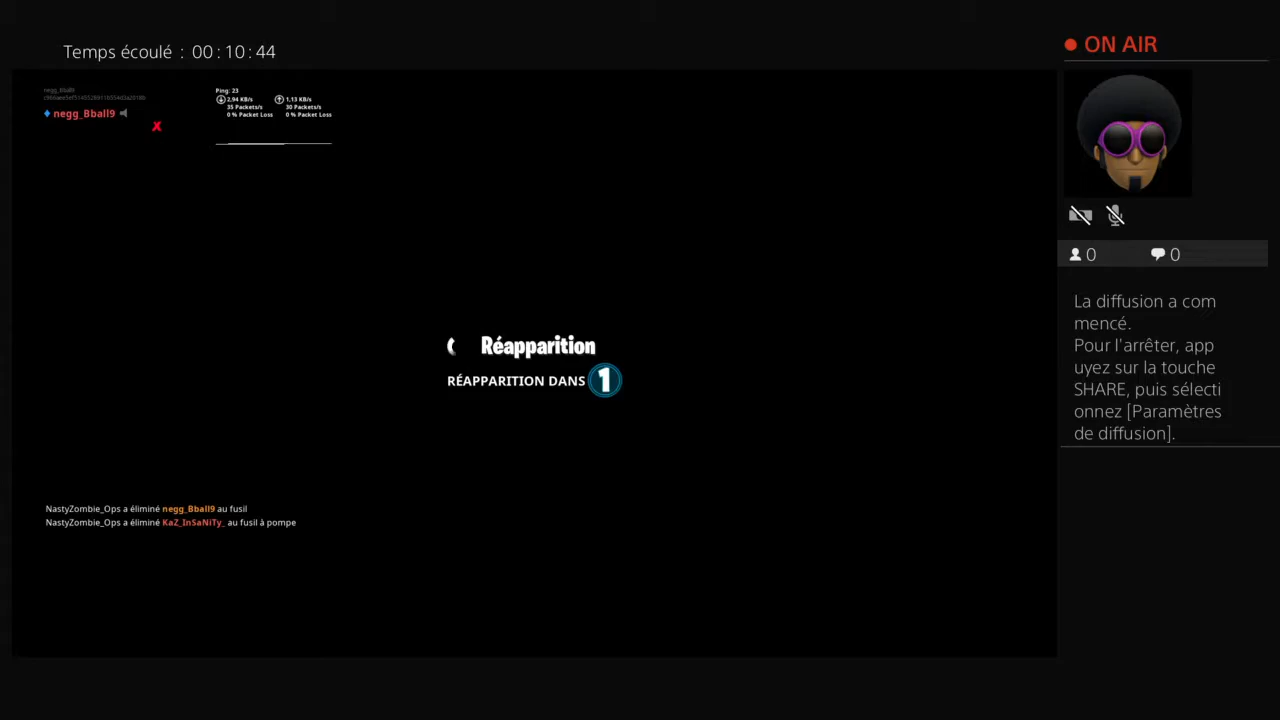 Temps écoulé : 00:10:44
ON AIR
negg_Bball9
negg_Bball9
X
Ping: 23
2,94 KB/s
35 Packets/s
0 % Packet Loss
1,13 KB/s
30 Packets/s
0 % Packet Loss
0
0
La diffusion a com
mencé.
Pour l'arrêter, app
uyez sur la touche
SHARE, puis sélecti
onnez [Paramètres
de diffusion].
Réapparition
RÉAPPARITION DANS 1
NastyZombie_Ops a éliminé negg_Bball9 au fusil
NastyZombie_Ops a éliminé KaZ_InSaNiTy_ au fusil à pompe